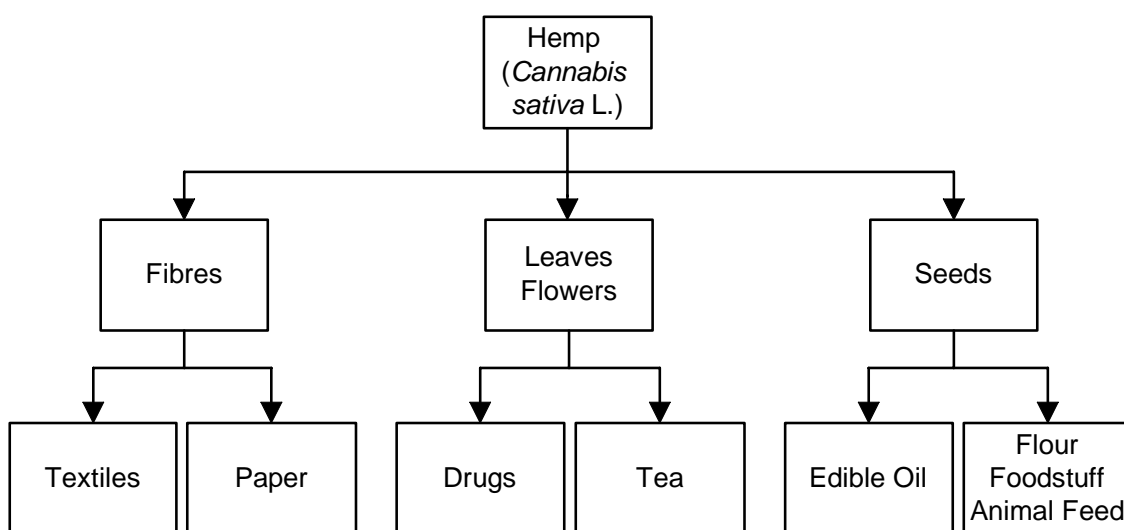 Hemp
(Cannabis
sativa L.)
Fibres
Leaves
Flowers
Seeds
Textiles
Paper
Drugs
Tea
Edible Oil
Flour
Foodstuff
Animal Feed